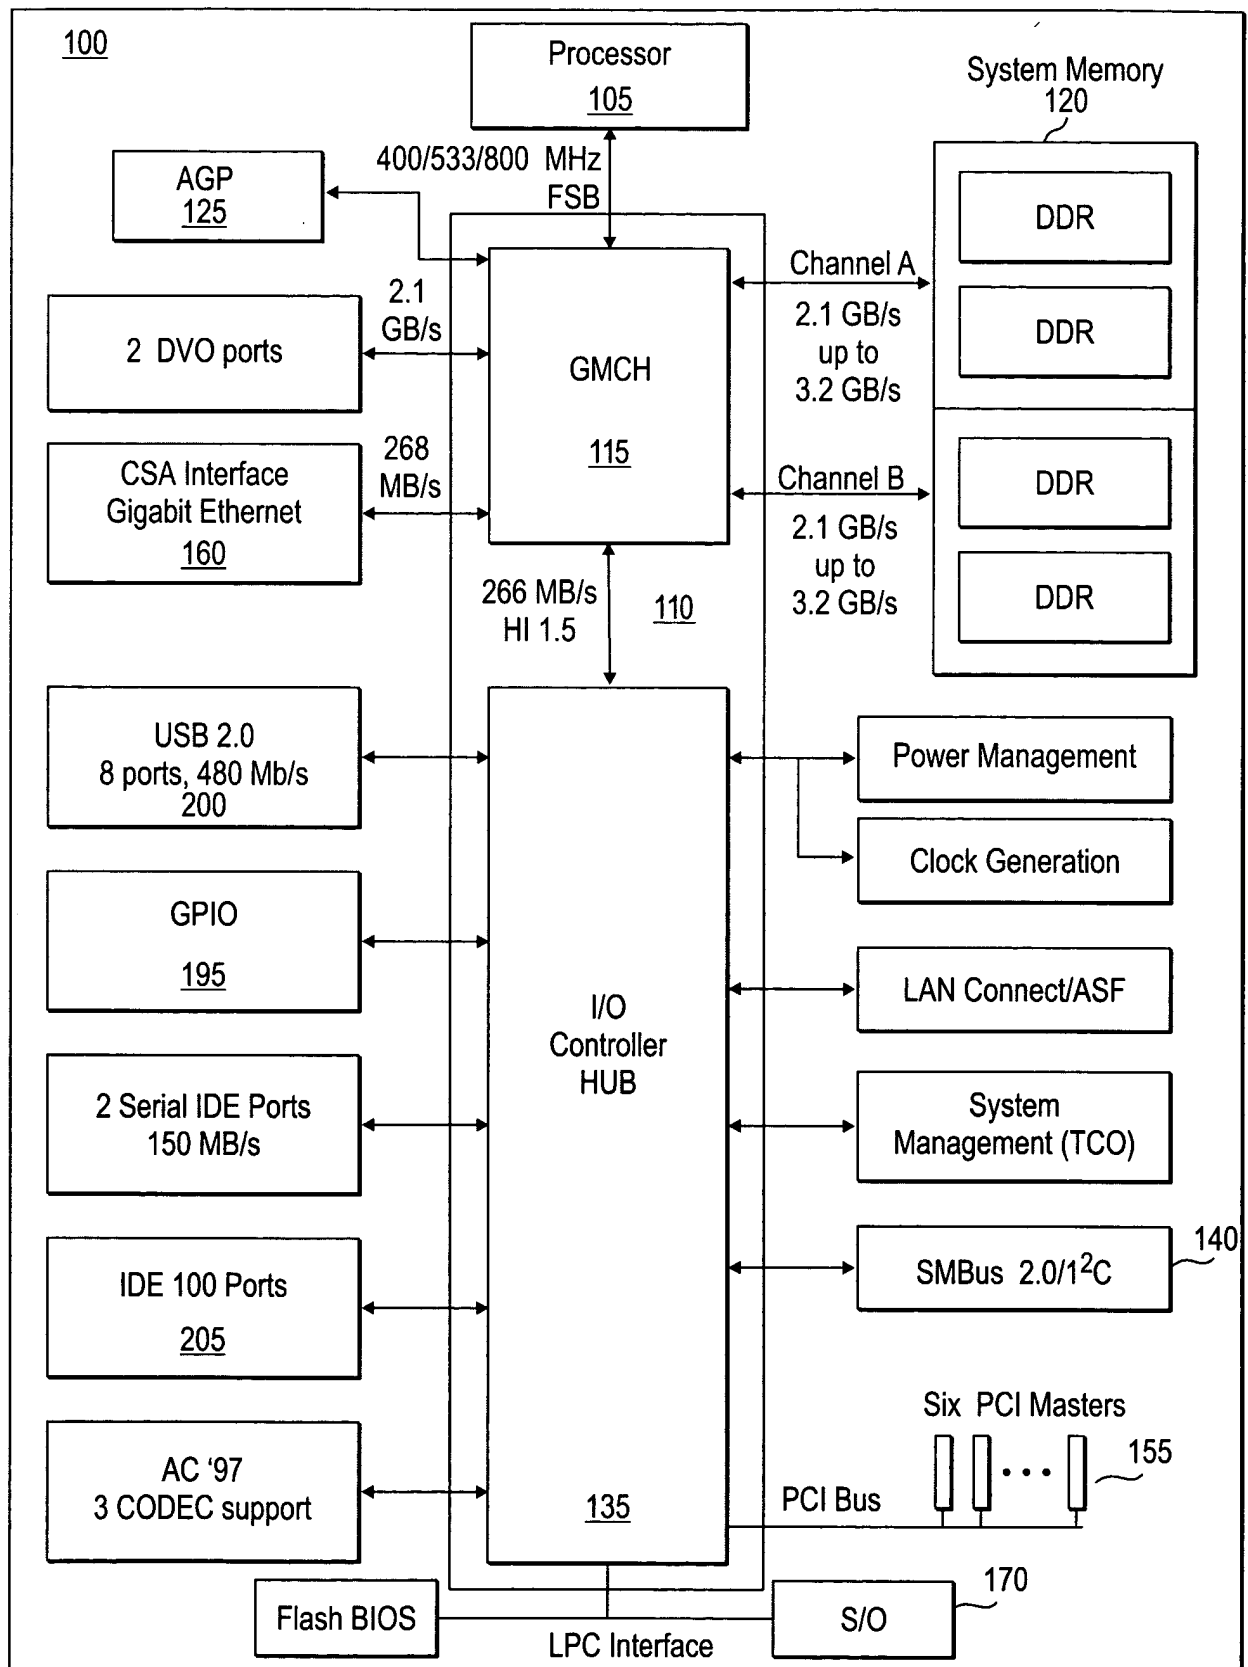 100
Processor
105
System Memory
120
400/533/800 MHz
FSB
AGP
125
DDR
DDR
DDR
DDR
Channel A
2.1 GB/s
up to
3.2 GB/s
Channel B
2.1 GB/s
up to
3.2 GB/s
2.1
GB/s
2 DVO ports
GMCH
115
268
MB/s
CSA Interface
Gigabit Ethernet
160
266 MB/s
HI 1.5
110
USB 2.0
8 ports, 480 Mb/s
200
Power Management
Clock Generation
GPIO
195
LAN Connect/ASF
I/O
Controller
HUB
135
2 Serial IDE Ports
150 MB/s
System
Management (TCO)
IDE 100 Ports
205
SMBus 2.0/1²C
140
Six PCI Masters
155
PCI Bus
AC '97
3 CODEC support
Flash BIOS
LPC Interface
S/O
170